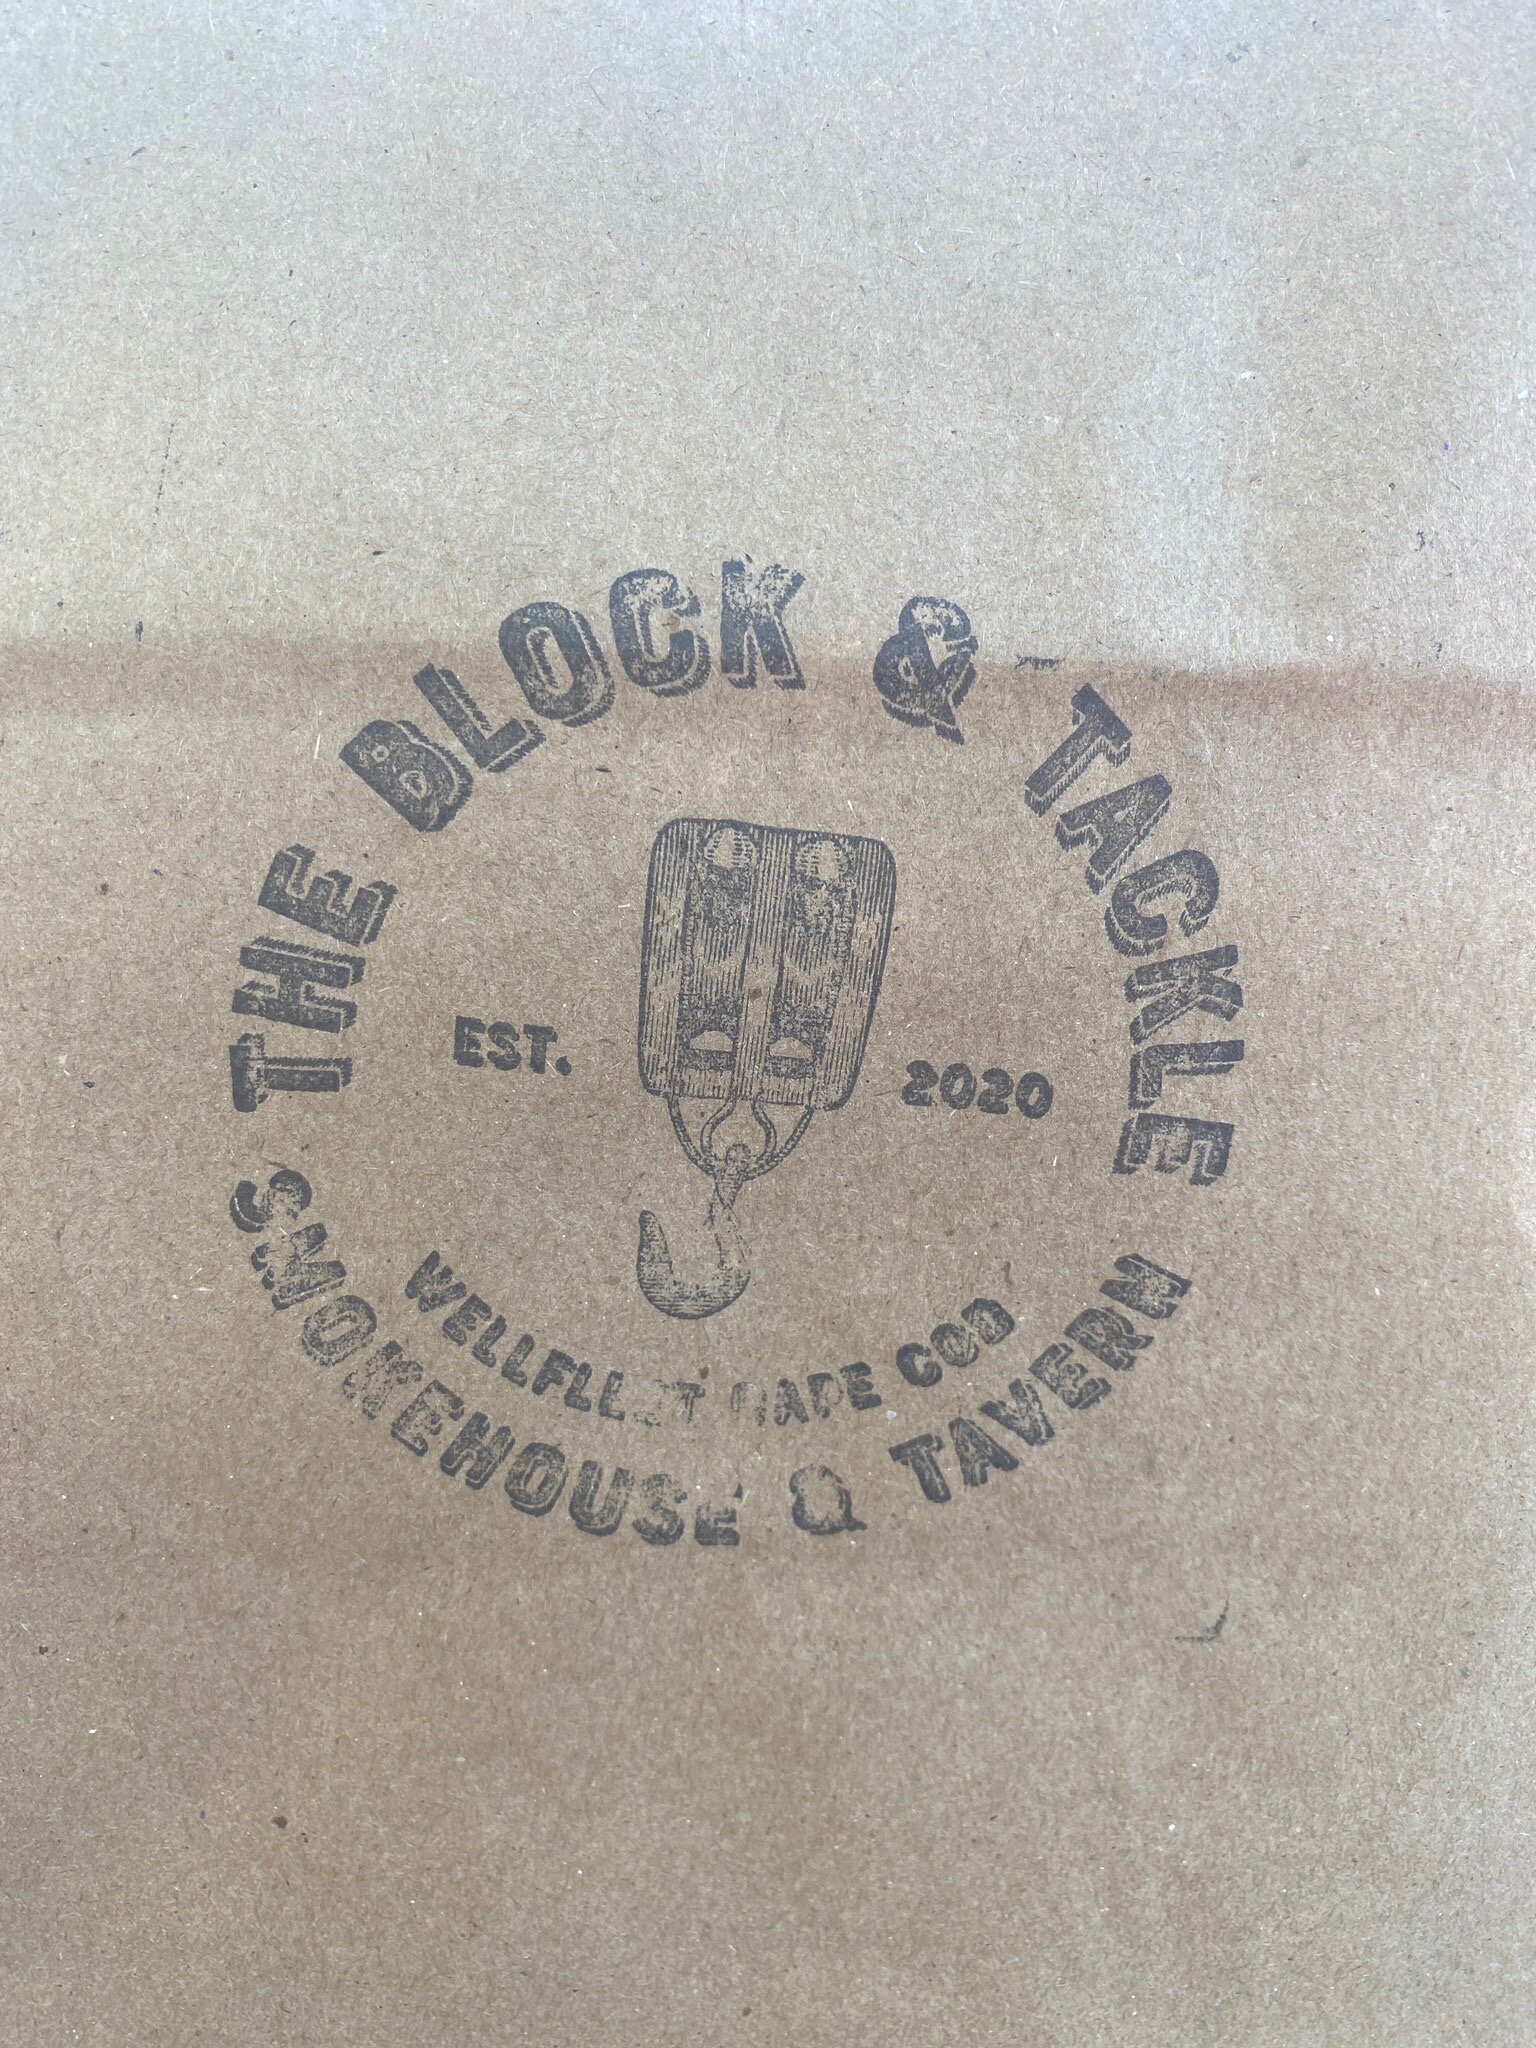 THE BLOCK & TACKLE
EST. 2020
WELLFLEET CAPE COD
SMOKEHOUSE & TAVERN